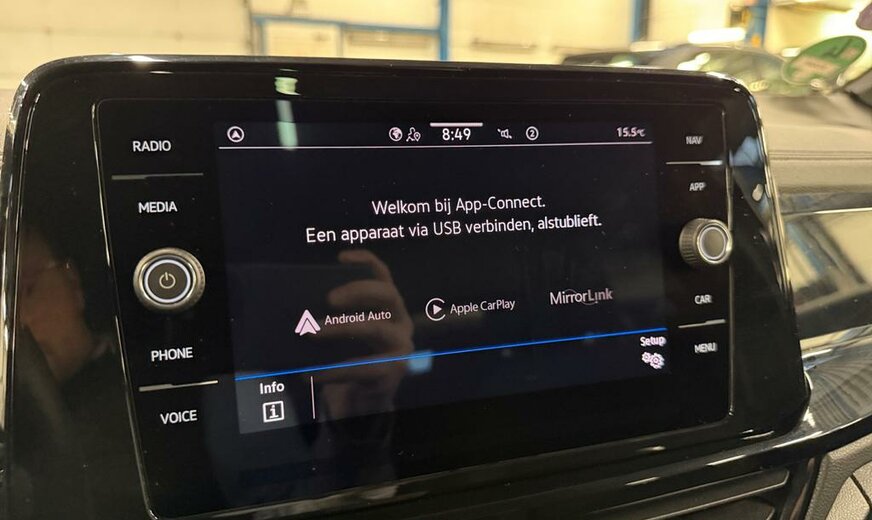 RADIO
MEDIA
PHONE
VOICE
8:49
2
15.5°C
Welkom bij App-Connect.
Een apparaat via USB verbinden, alstublieft.
Android Auto
Apple CarPlay
MirrorLink
Setup
Info
i
NAV
APP
CAR
MENU